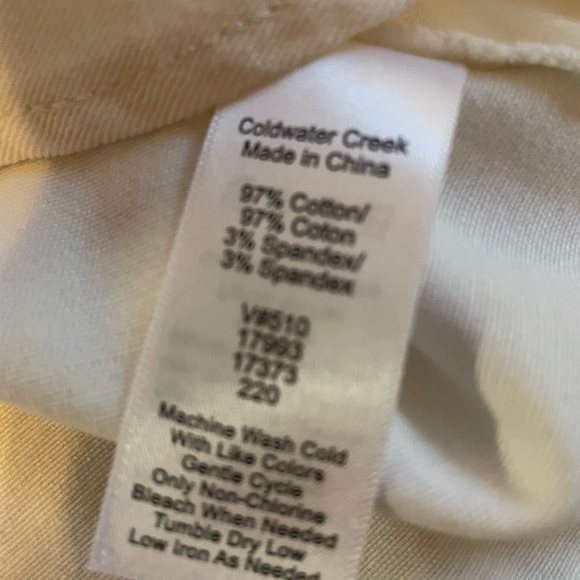 Coldwater Creek
Made in China
97% Cotton/
97% Coton
3% Spandex/
3% Spandex
V#510
17993
17373
220
Machine Wash Cold
With Like Colors
Gentle Cycle
Only Non-Chlorine
Bleach When Needed
Tumble Dry Low
Low Iron As Needed